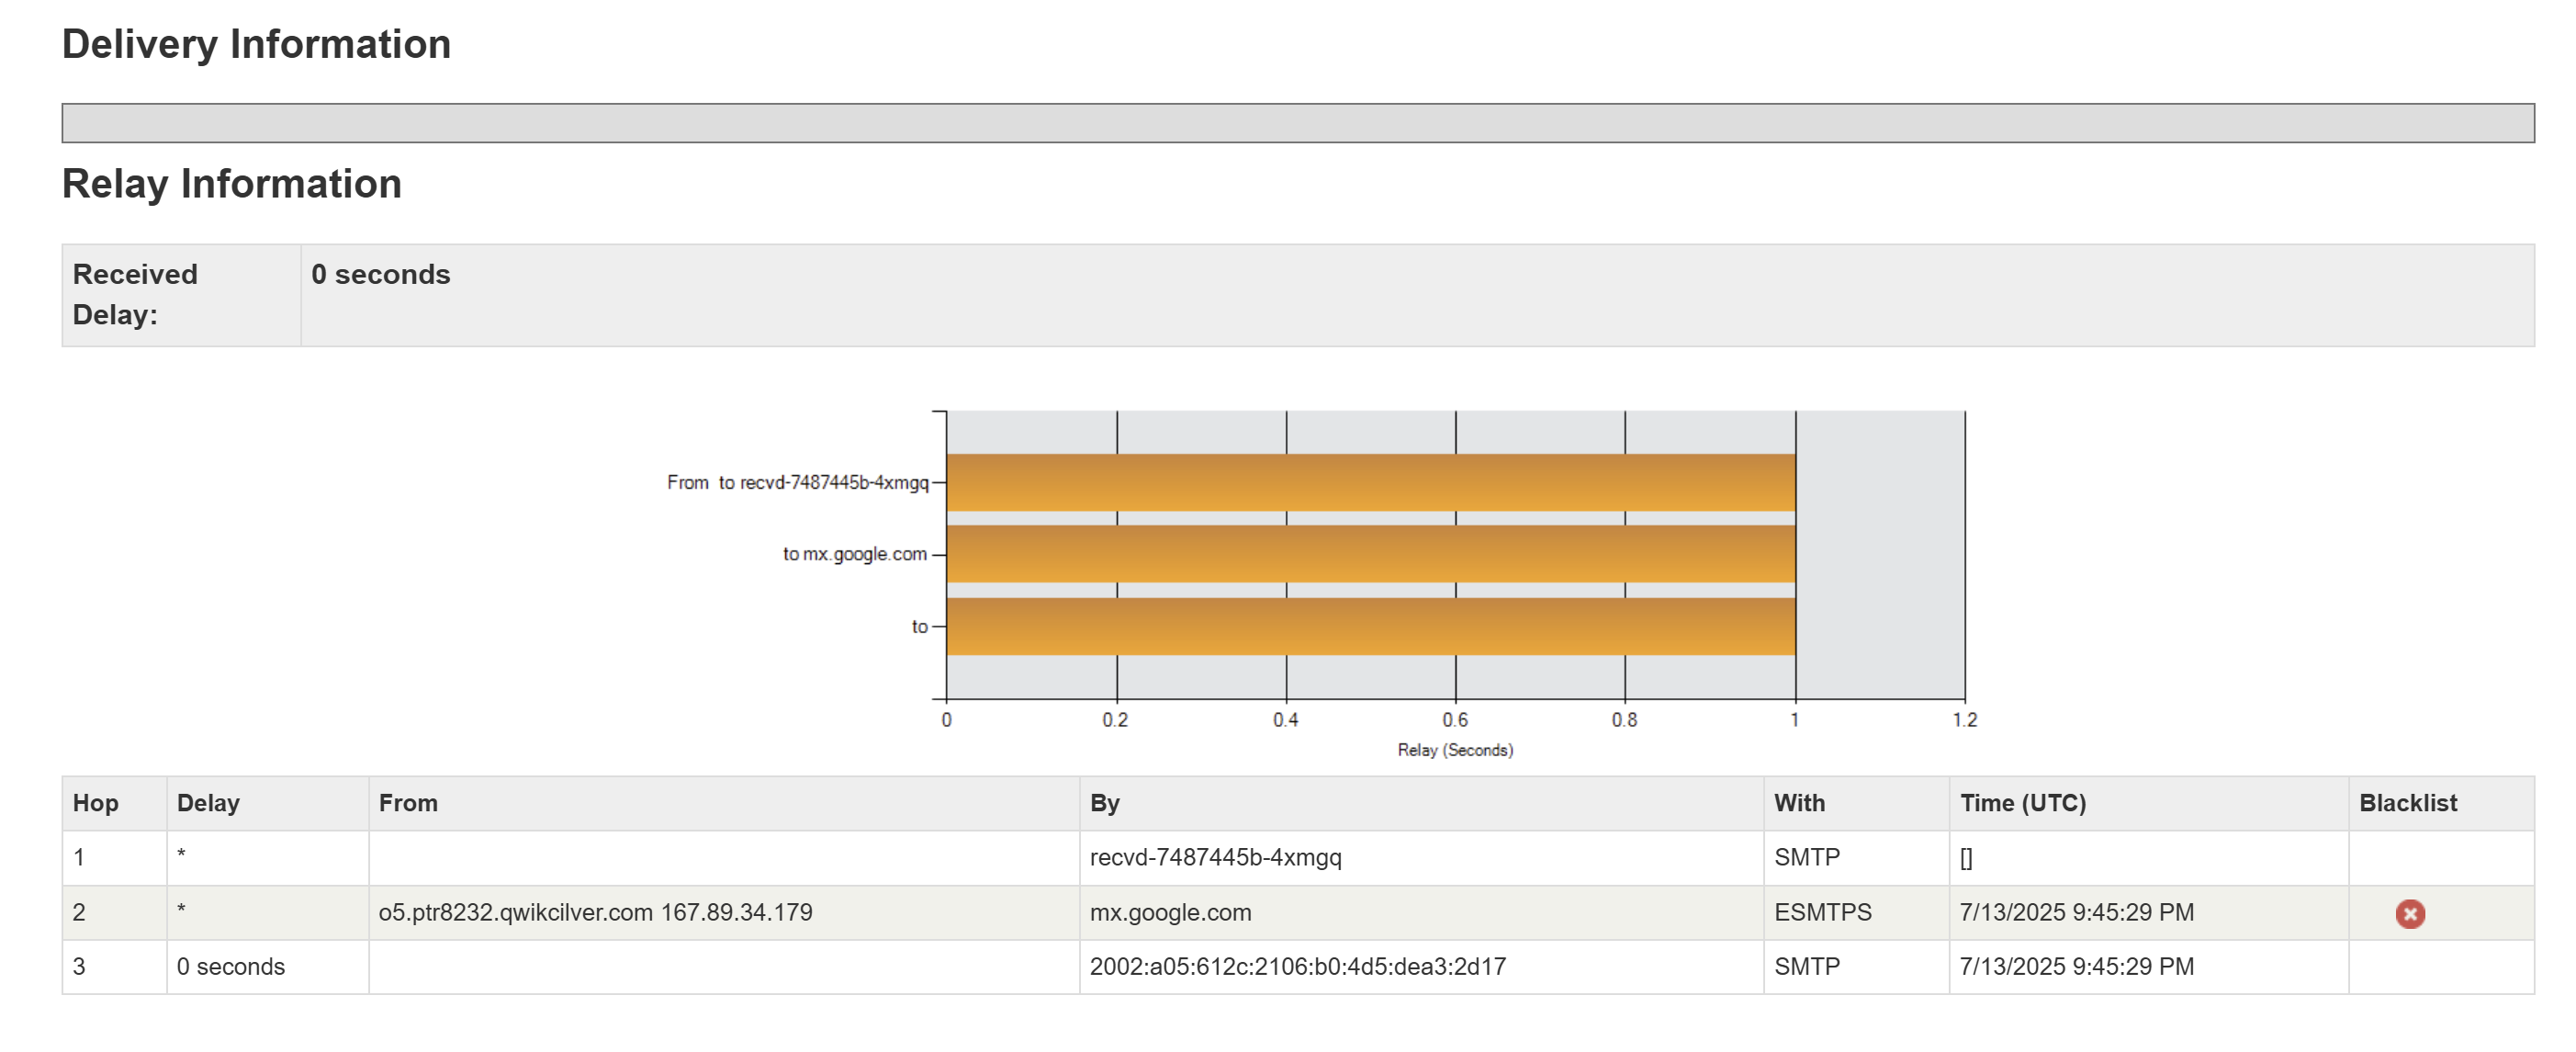 Delivery Information
Relay Information
Received Delay: 0 seconds
From  to recvd-7487445b-4xmgq
to mx.google.com
to
0 0.2 0.4 0.6 0.8 1 1.2
Relay (Seconds)
Hop Delay From By With Time (UTC) Blacklist
1 * recvd-7487445b-4xmgq SMTP []
2 * o5.ptr8232.qwikcilver.com 167.89.34.179 mx.google.com ESMTPS 7/13/2025 9:45:29 PM
3 0 seconds 2002:a05:612c:2106:b0:4d5:dea3:2d17 SMTP 7/13/2025 9:45:29 PM